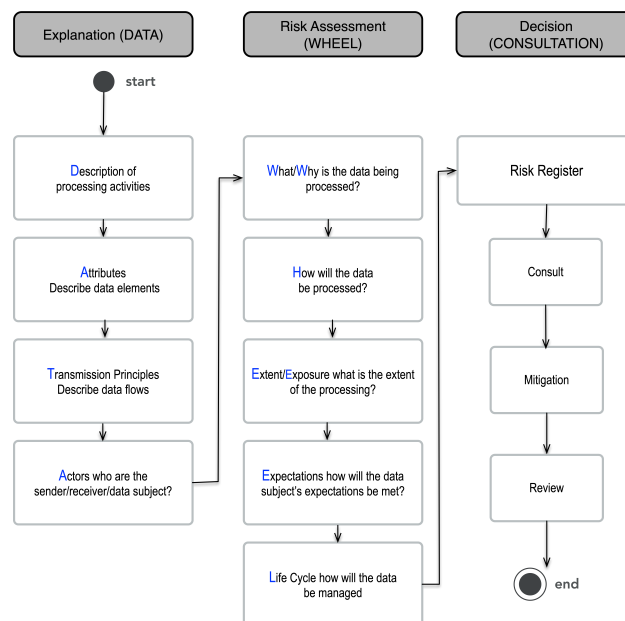 Explanation (DATA)
start
Description of
processing activities
Attributes
Describe data elements
Transmission Principles
Describe data flows
Actors who are the
sender/receiver/data subject?
Risk Assessment
(WHEEL)
What/Why is the data being
processed?
How will the data
be processed?
Extent/Exposure what is the extent
of the processing?
Expectations how will the data
subject's expectations be met?
Life Cycle how will the data
be managed
Decision
(CONSULTATION)
Risk Register
Consult
Mitigation
Review
end